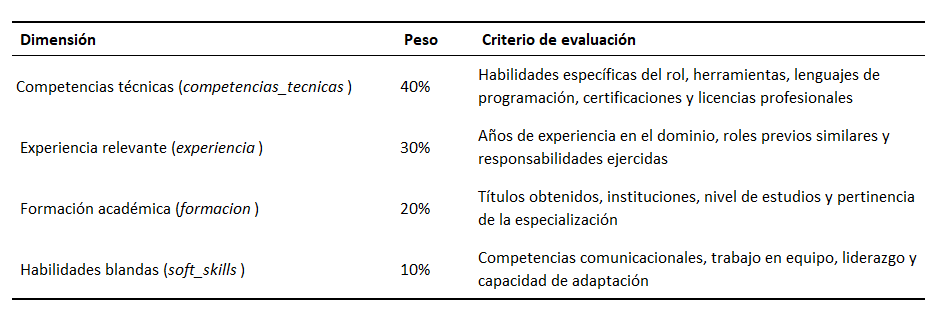 Dimensión Peso Criterio de evaluación
Competencias técnicas (competencias_tecnicas ) 40% Habilidades específicas del rol, herramientas, lenguajes de
programación, certificaciones y licencias profesionales
Experiencia relevante (experiencia ) 30% Años de experiencia en el dominio, roles previos similares y
responsabilidades ejercidas
Formación académica (formacion ) 20% Títulos obtenidos, instituciones, nivel de estudios y pertinencia
de la especialización
Habilidades blandas (soft_skills ) 10% Competencias comunicacionales, trabajo en equipo, liderazgo y
capacidad de adaptación